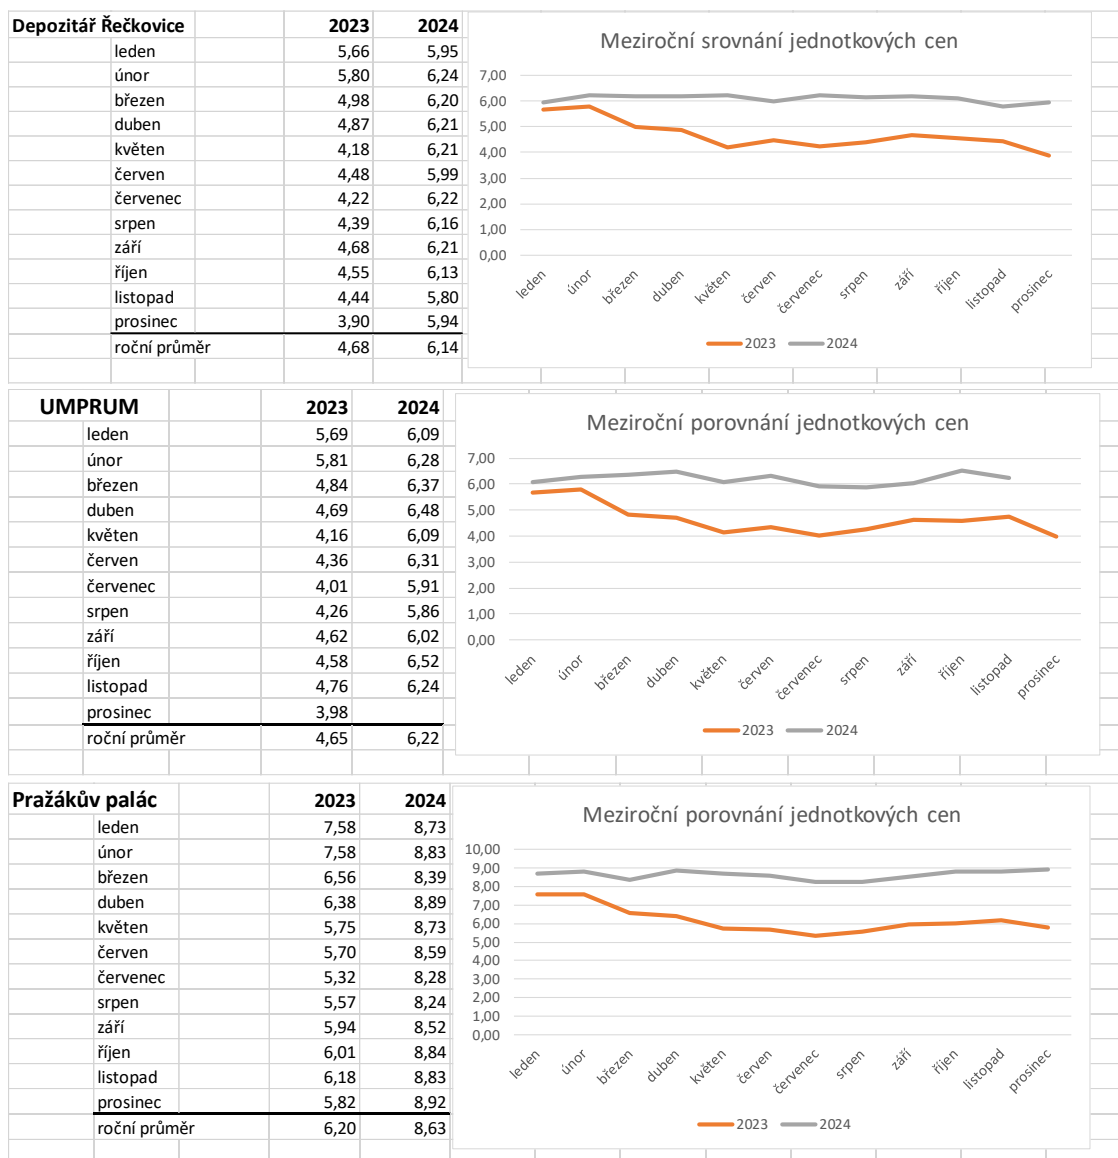 Depozitář Řečkovice 2023 2024
leden 5,66 5,95
únor 5,80 6,24
březen 4,98 6,20
duben 4,87 6,21
květen 4,18 6,21
červen 4,48 5,99
červenec 4,22 6,22
srpen 4,39 6,16
září 4,68 6,21
říjen 4,55 6,13
listopad 4,44 5,80
prosinec 3,90 5,94
roční průměr 4,68 6,14
Meziroční srovnání jednotkových cen
7,00
6,00
5,00
4,00
3,00
2,00
1,00
0,00
leden únor březen duben květen červen červenec srpen září říjen listopad prosinec
2023 2024
UMPRUM 2023 2024
leden 5,69 6,09
únor 5,81 6,28
březen 4,84 6,37
duben 4,69 6,48
květen 4,16 6,09
červen 4,36 6,31
červenec 4,01 5,91
srpen 4,26 5,86
září 4,62 6,02
říjen 4,58 6,52
listopad 4,76 6,24
prosinec 3,98
roční průměr 4,65 6,22
Meziroční porovnání jednotkových cen
7,00
6,00
5,00
4,00
3,00
2,00
1,00
0,00
leden únor březen duben květen červen červenec srpen září říjen listopad prosinec
2023 2024
Pražákův palác 2023 2024
leden 7,58 8,73
únor 7,58 8,83
březen 6,56 8,39
duben 6,38 8,89
květen 5,75 8,73
červen 5,70 8,59
červenec 5,32 8,28
srpen 5,57 8,24
září 5,94 8,52
říjen 6,01 8,84
listopad 6,18 8,83
prosinec 5,82 8,92
roční průměr 6,20 8,63
Meziroční porovnání jednotkových cen
10,00
9,00
8,00
7,00
6,00
5,00
4,00
3,00
2,00
1,00
0,00
leden únor březen duben květen červen červenec srpen září říjen listopad prosinec
2023 2024